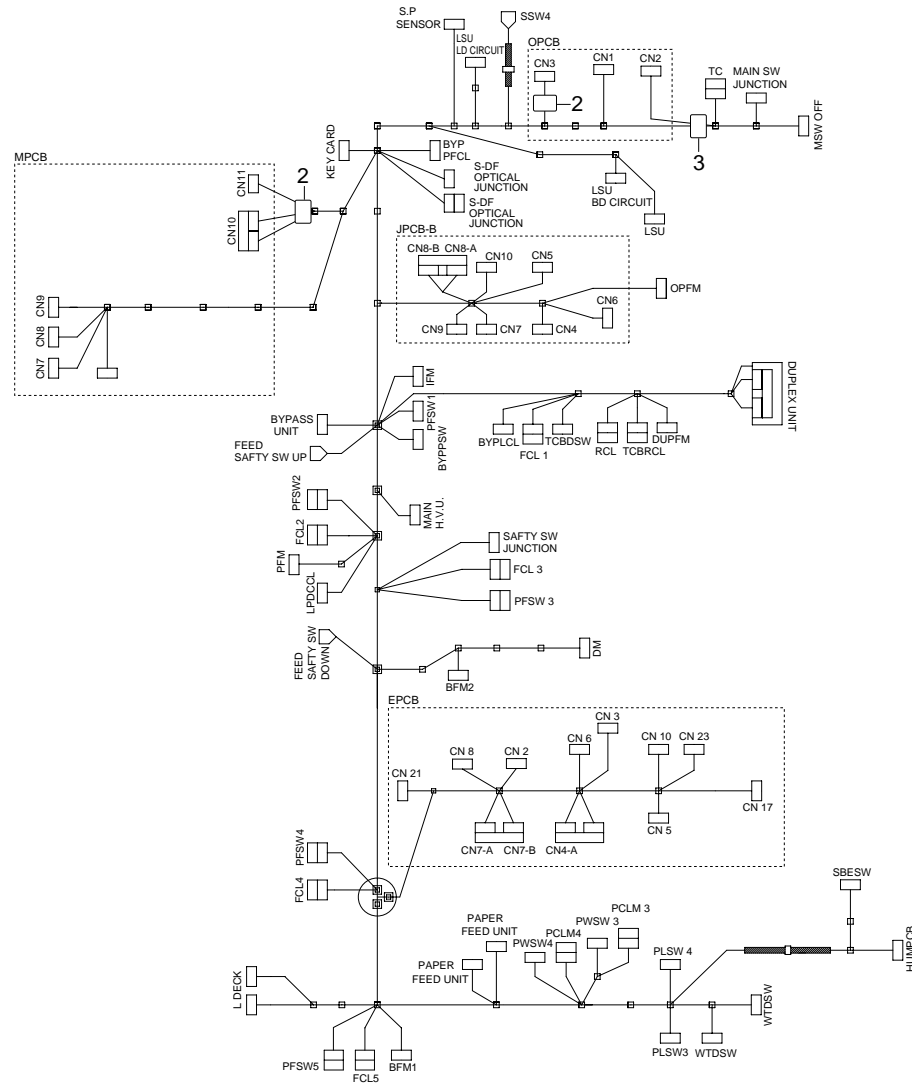 S.P
SENSOR
SSW4
LSU
LD CIRCUIT
OPCB
CN3
CN1
CN2
TC
MAIN SW
JUNCTION
2
3
MSW OFF
KEY CARD
BYP
PFCL
S-DF
OPTICAL
JUNCTION
S-DF
OPTICAL
JUNCTION
LSU
BD CIRCUIT
LSU
MPCB
CN11
2
CN10
CN9
CN8
CN7
JPCB-B
CN8-B
CN8-A
CN10
CN5
CN9
CN7
CN4
CN6
OPFM
IFM
PFSW1
BYPPSW
BYPASS
UNIT
FEED
SAFTY SW UP
BYPLCL
FCL 1
TCBDSW
RCL
TCBRCL
DUPFM
DUPLEX UNIT
PFSW2
FCL2
PFM
LPDCCL
MAIN
H.V.U.
SAFTY SW
JUNCTION
FCL 3
PFSW 3
FEED
SAFTY SW
DOWN
BFM2
DM
EPCB
CN 21
CN 8
CN 2
CN 6
CN 3
CN 10
CN 23
CN 17
CN7-A
CN7-B
CN4-A
CN 5
PFSW4
FCL4
SBESW
HUMPCB
PAPER
FEED UNIT
PAPER
FEED UNIT
PWSW4
PCLM4
PWSW 3
PCLM 3
PLSW 4
L DECK
WTDSW
PLSW3
WTDSW
PFSW5
FCL5
BFM1